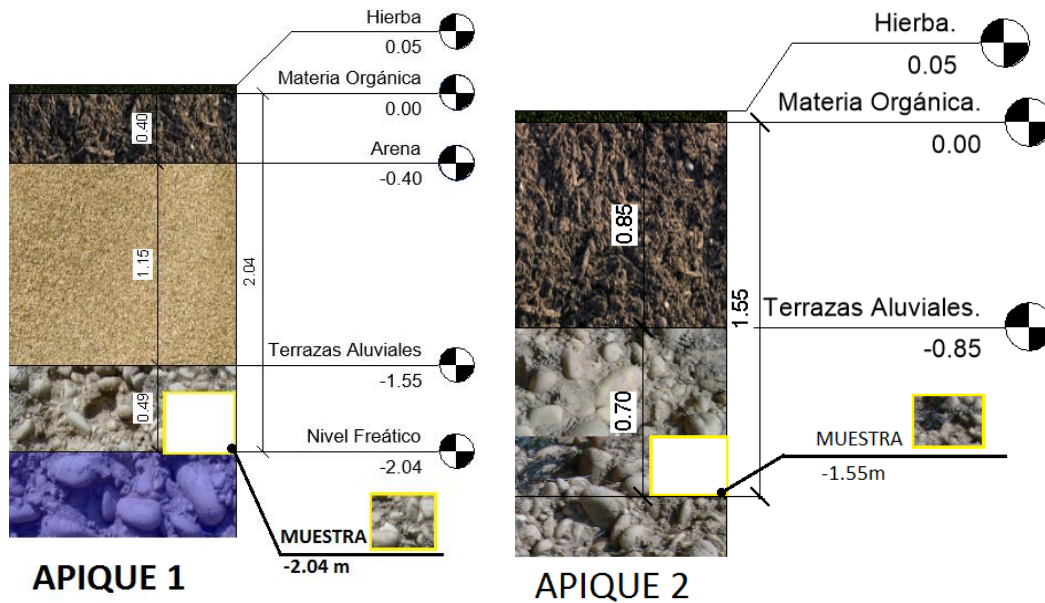 Hierba
0.05
Materia Orgánica
0.00
0.40
Arena
-0.40
1.15
2.04
Terrazas Aluviales
-1.55
0.49
Nivel Freático
-2.04
MUESTRA
-2.04 m
APIQUE 1
Hierba.
0.05
Materia Orgánica.
0.00
0.85
1.55
Terrazas Aluviales.
-0.85
0.70
MUESTRA
-1.55m
APIQUE 2